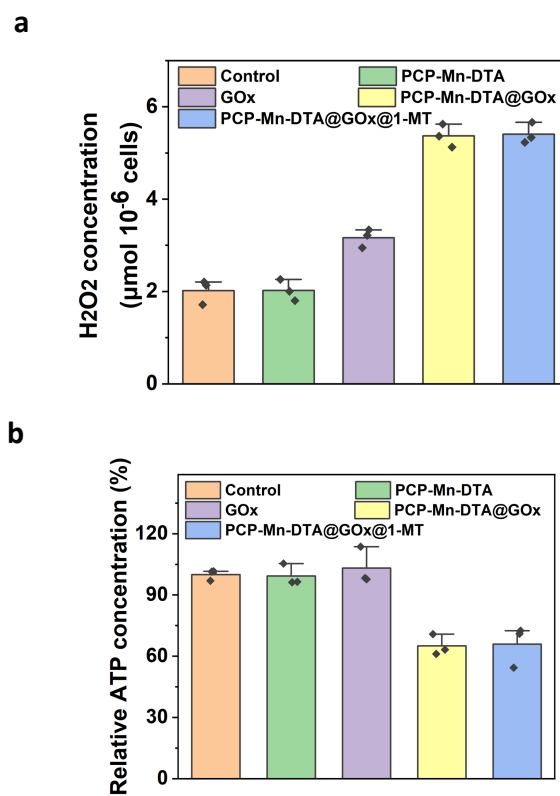 a
Control
PCP-Mn-DTA
GOx
PCP-Mn-DTA@GOx
PCP-Mn-DTA@GOx@1-MT
H2O2 concentration
(μmol 10⁻⁶ cells)
6
4
2
0
b
Control
PCP-Mn-DTA
GOx
PCP-Mn-DTA@GOx
PCP-Mn-DTA@GOx@1-MT
Relative ATP concentration (%)
120
90
60
30
0